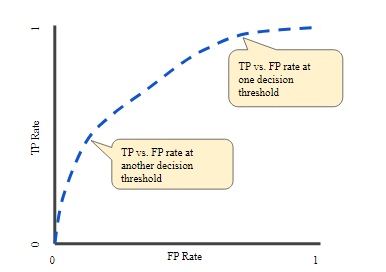 1
TP vs. FP rate at
one decision
threshold
TP Rate
TP vs. FP rate at
another decision
threshold
0
0
FP Rate
1